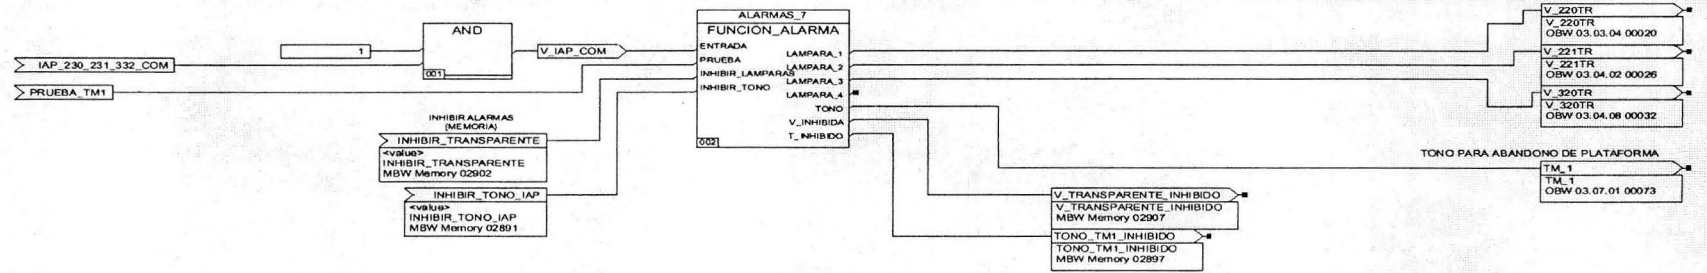 ALARMAS_7
FUNCIÓN_ALARMA
ENTRADA
PRUEBA
INHIBIR_LAMPARAS
INHIBIR_TONO
LAMPARA_1
LAMPARA_2
LAMPARA_3
LAMPARA_4
TONO
V_INHIBIDA
T_INHIBIDO
002
AND
001
1
V_IAP_COM
IAP_230_231_332_COM
PRUEBA_TM1
INHIBIR ALARMAS
(MEMORIA)
INHIBIR_TRANSPARENTE
<value>
INHIBIR_TRANSPARENTE
MBW Memory 02902
INHIBIR_TONO_IAP
<value>
INHIBIR_TONO_IAP
MBW Memory 02891
V_220TR
V_220TR
OBW 03.03.04 00020
V_221TR
V_221TR
OBW 03.04.02 00026
V_320TR
V_320TR
OBW 03.04.08 00032
TONO PARA ABANDONO DE PLATAFORMA
TM_1
TM_1
OBW 03.07.01 00073
V_TRANSPARENTE_INHIBIDO
V_TRANSPARENTE_INHIBIDO
MBW Memory 02907
TONO_TM1_INHIBIDO
TONO_TM1_INHIBIDO
MBW Memory 02897